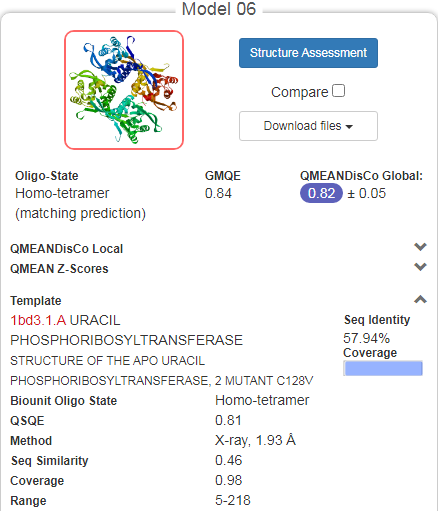 Model 06
Structure Assessment
Compare
Download files
Oligo-State GMQE QMEANDisCo Global:
Homo-tetramer 0.84 0.82 ± 0.05
(matching prediction)
QMEANDisCo Local
QMEAN Z-Scores
Template
1bd3.1.A URACIL Seq Identity
PHOSPHORIBOSYLTRANSFERASE 57.94%
STRUCTURE OF THE APO URACIL Coverage
PHOSPHORIBOSYLTRANSFERASE, 2 MUTANT C128V
Biounit Oligo State Homo-tetramer
QSQE 0.81
Method X-ray, 1.93 Å
Seq Similarity 0.46
Coverage 0.98
Range 5-218